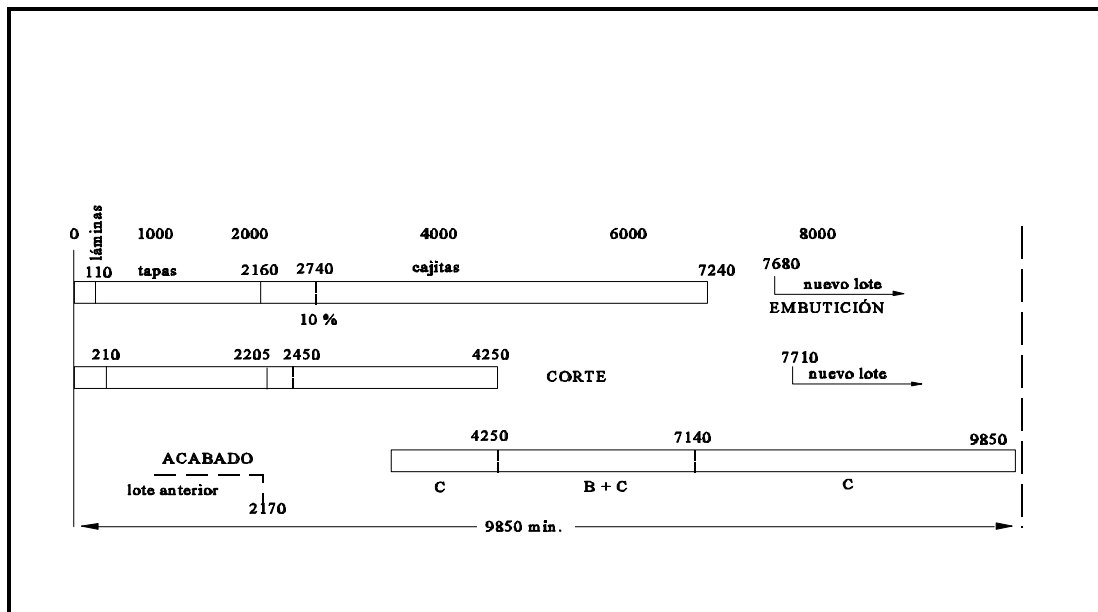 láminas
0 1000 2000 4000 6000 8000
110 tapas 2160 2740 cajitas 7240 7680
nuevo lote
EMBUTICIÓN
10 %
210 2205 2450 4250 CORTE 7710
nuevo lote
4250 7140 9850
ACABADO
lote anterior
2170
C B + C C
9850 min.